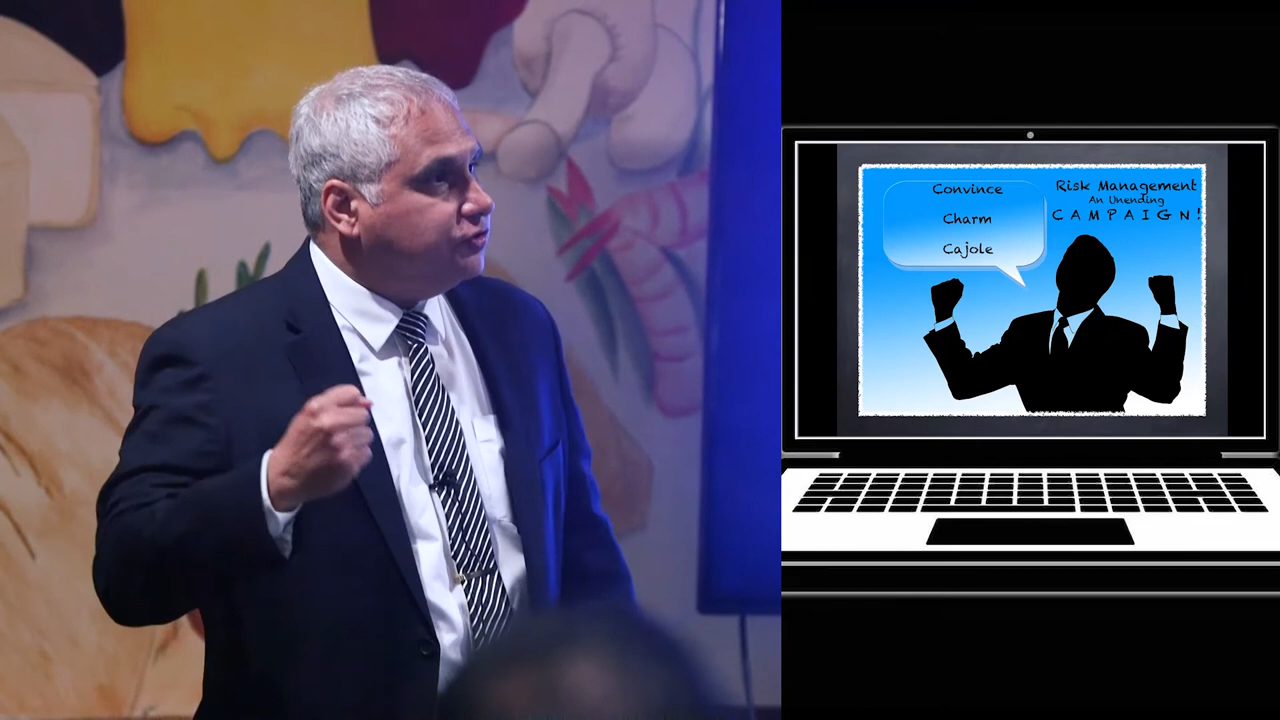 Convince
Charm
Cajole
Risk Management
An Unending
CAMPAIGN!